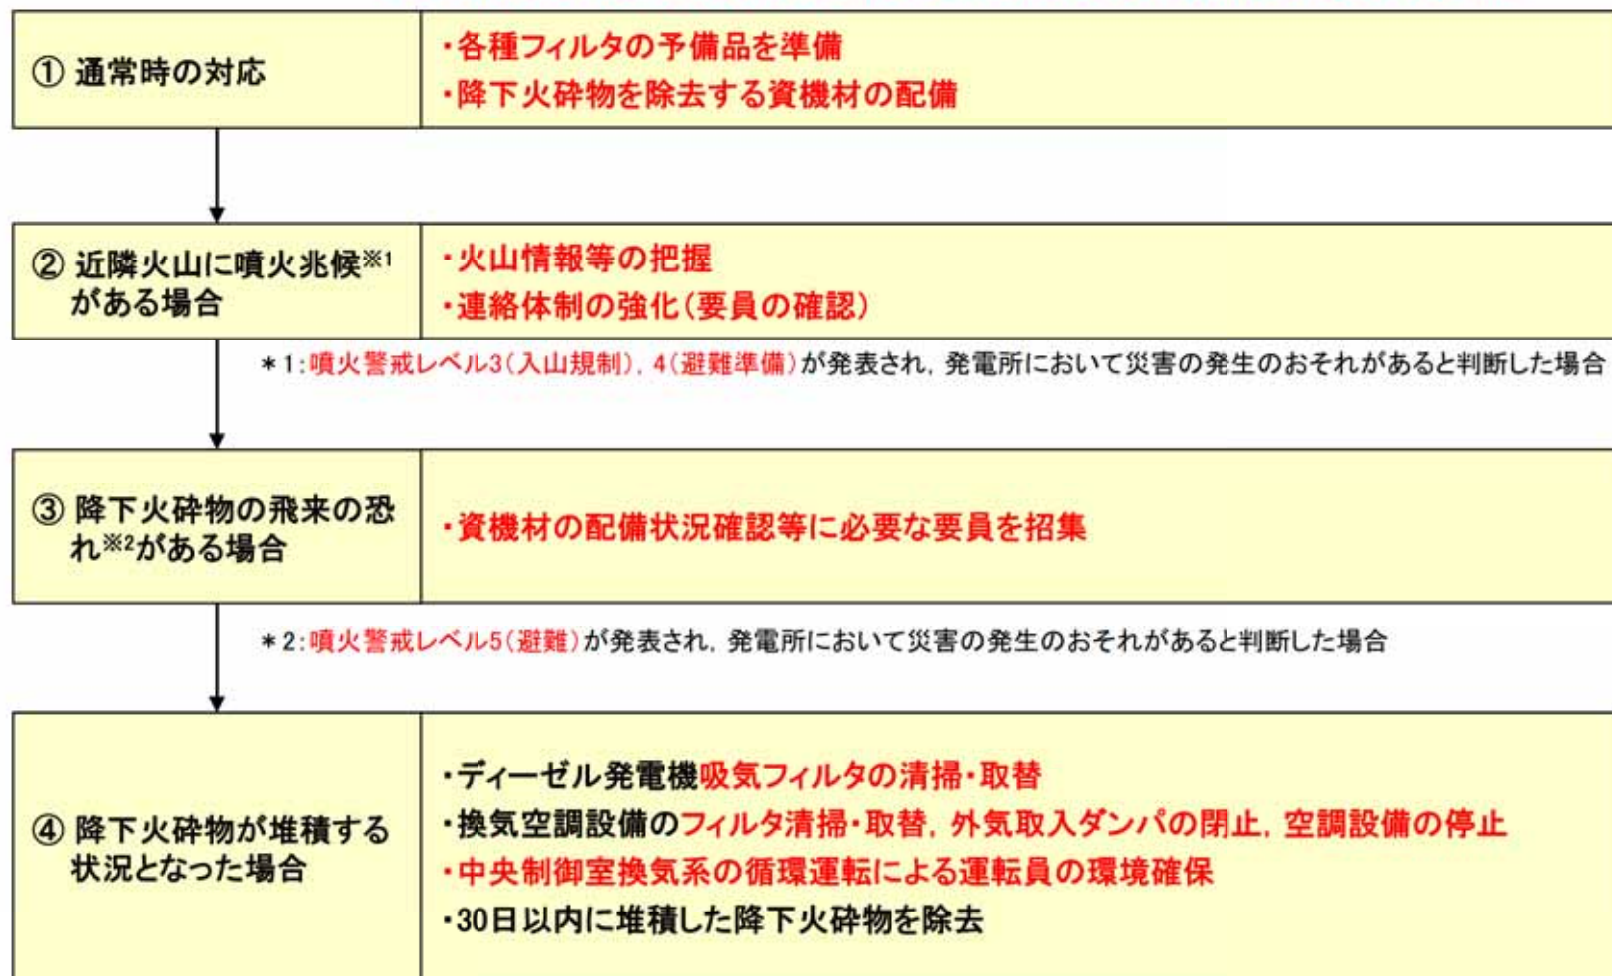 ① 通常時の対応
・各種フィルタの予備品を準備
・降下火砕物を除去する資機材の配備
② 近隣火山に噴火兆候※1
がある場合
・火山情報等の把握
・連絡体制の強化(要員の確認)
*1:噴火警戒レベル3(入山規制),4(避難準備)が発表され,発電所において災害の発生のおそれがあると判断した場合
③ 降下火砕物の飛来の恐
れ※2がある場合
・資機材の配備状況確認等に必要な要員を招集
*2:噴火警戒レベル5(避難)が発表され,発電所において災害の発生のおそれがあると判断した場合
④ 降下火砕物が堆積する
状況となった場合
・ディーゼル発電機吸気フィルタの清掃・取替
・換気空調設備のフィルタ清掃・取替,外気取入ダンパの閉止,空調設備の停止
・中央制御室換気系の循環運転による運転員の環境確保
・30日以内に堆積した降下火砕物を除去